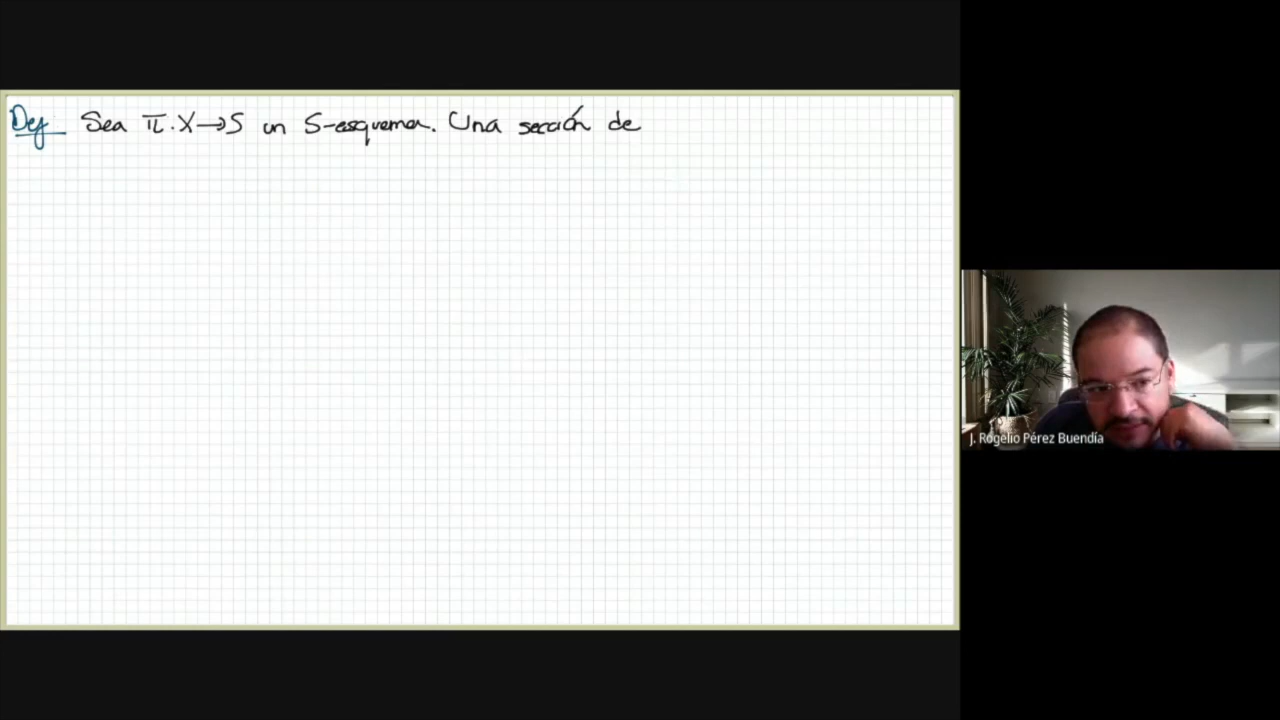 Def Sea π: X→S un S-esquema. Una sección de
J. Rogelio Pérez Buendía